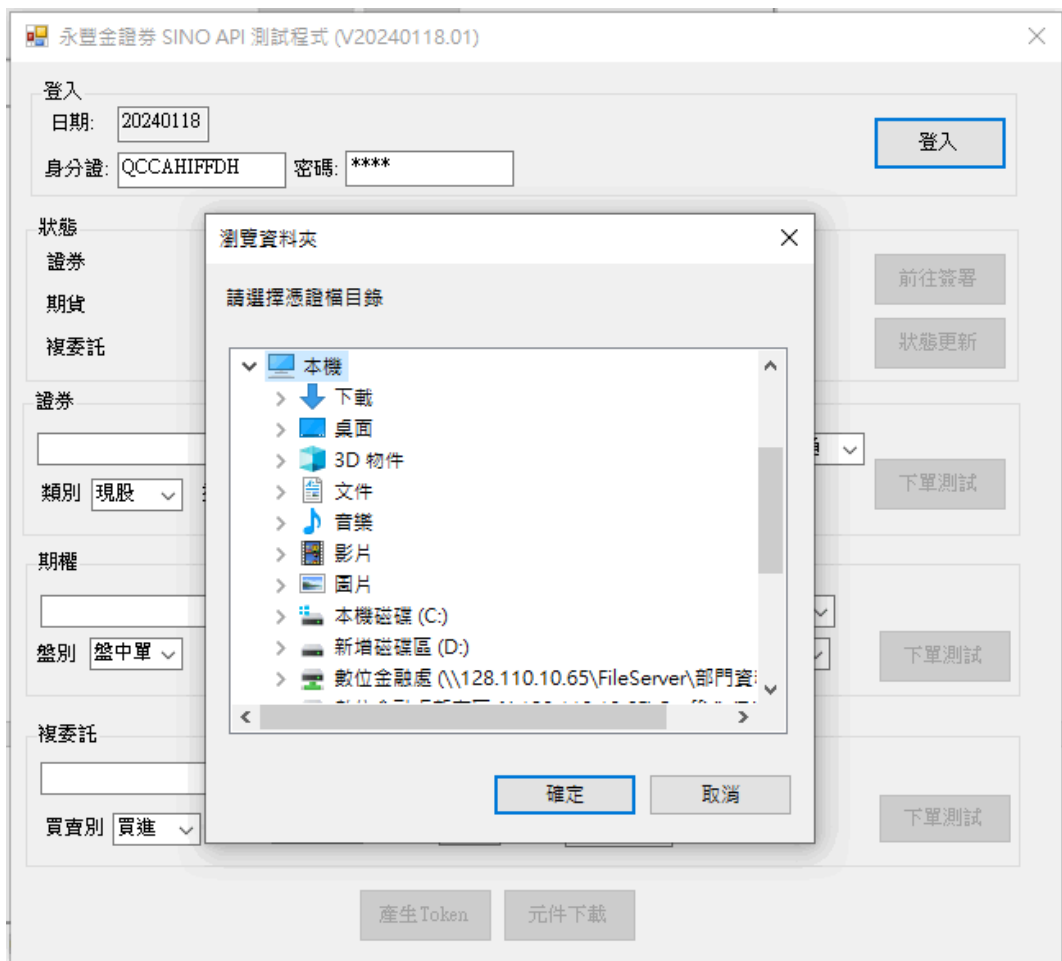 永豐金證券 SINO API 測試程式 (V20240118.01)
登入
日期: 20240118
登入
身分證: QCCAHIFFDH 密碼: ****
狀態
瀏覽資料夾
證券
前往簽署
期貨
請選擇憑證檔目錄
複委託
狀態更新
本機
下載
證券
桌面
3D 物件
類別 現股
文件
下單測試
音樂
影片
期權
圖片
本機磁碟 (C:)
新增磁碟區 (D:)
盤別 盤中單
下單測試
數位金融處 (\\128.110.10.65\FileServer\部門資
複委託
確定 取消
買賣別 買進
下單測試
產生Token 元件下載